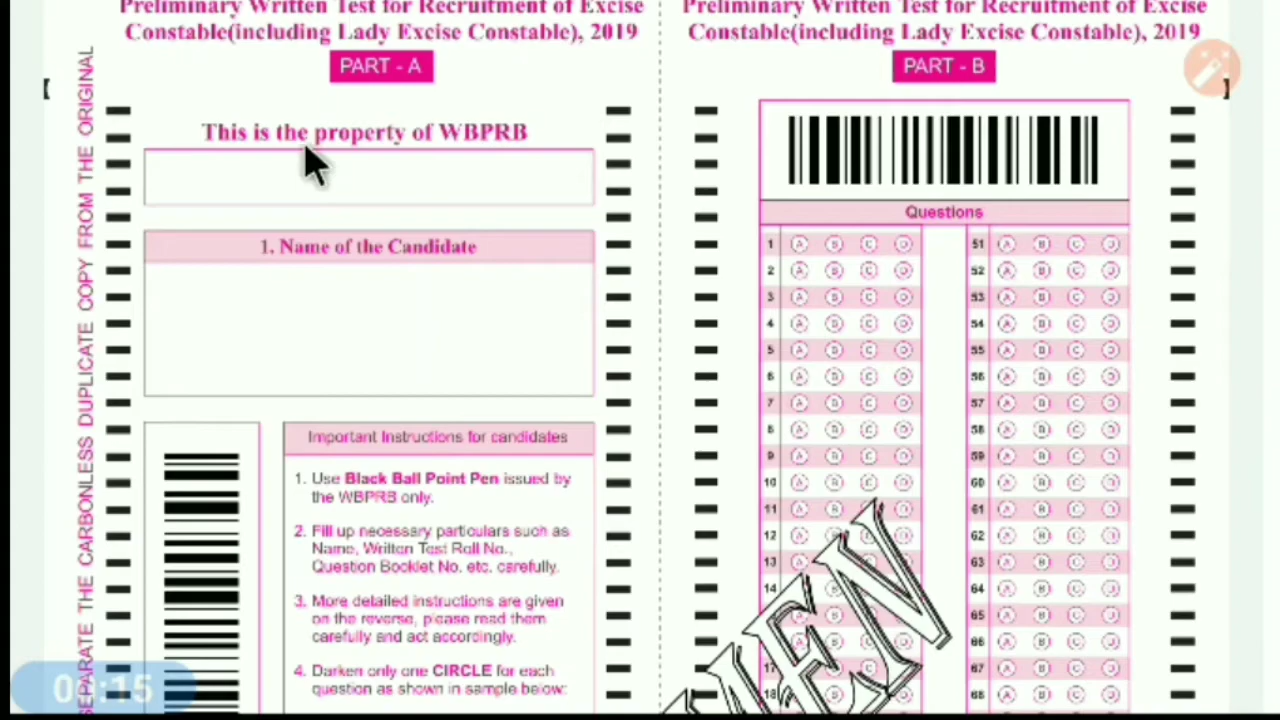 Preliminary Written Test for Recruitment of Excise
Constable(including Lady Excise Constable), 2019
PART - A
This is the property of WBPRB
1. Name of the Candidate
Important Instructions for candidates
1. Use Black Ball Point Pen issued by
the WBPRB only.
2. Fill up necessary particulars such as
Name, Written Test Roll No.,
Question Booklet No. etc. carefully.
3. More detailed instructions are given
on the reverse, please read them
carefully and act accordingly.
4. Darken only one CIRCLE for each
question as shown in sample below:
SEPARATE THE CARBONLESS DUPLICATE COPY FROM THE ORIGINAL
Preliminary Written Test for Recruitment of Excise
Constable(including Lady Excise Constable), 2019
PART - B
Questions
1 A B C D 51 A B C D
2 A B C D 52 A B C D
3 A B C D 53 A B C D
4 A B C D 54 A B C D
5 A B C D 55 A B C D
6 A B C D 56 A B C D
7 A B C D 57 A B C D
8 A B C D 58 A B C D
9 A B C D 59 A B C D
10 A B C D 60 A B C D
11 A B C D 61 A B C D
12 A B C D 62 A B C D
13 A B C D 63 A B C D
14 B 64 A B C D
A B 65 A B C D
A B C 66 A B C D
17 C 67 A B C D
18 D 68 A B C D